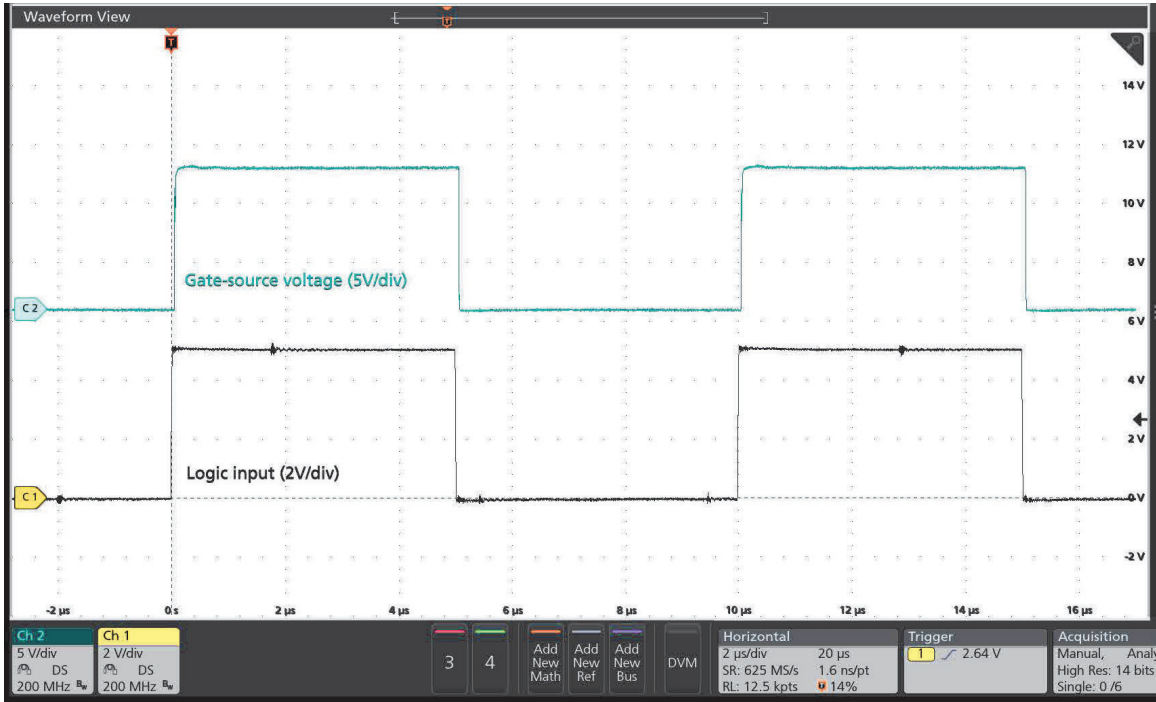 Waveform View
T
T
14 V
12 V
10 V
8 V
Gate-source voltage (5V/div)
C 2
6 V
4 V
2 V
Logic input (2V/div)
C 1
0 V
-2 V
-2 µs 0 s 2 µs 4 µs 6 µs 8 µs 10 µs 12 µs 14 µs 16 µs
Ch 2 Ch 1
5 V/div 2 V/div
DS DS
200 MHz Bw 200 MHz Bw
3 4
Add New Math
Add New Ref
Add New Bus
DVM
Horizontal
2 µs/div 20 µs
SR: 625 MS/s 1.6 ns/pt
RL: 12.5 kpts 14%
Trigger
1 2.64 V
Acquisition
Manual, Analy
High Res: 14 bits
Single: 0 /6